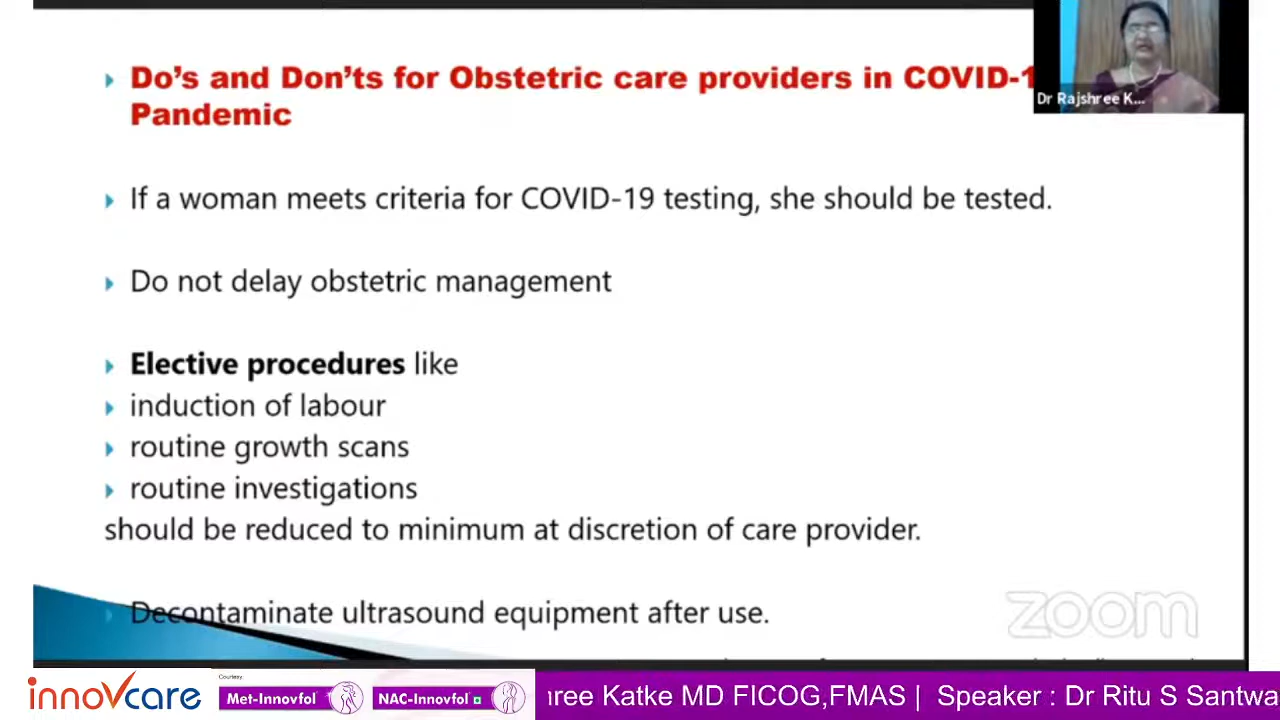 Do's and Don'ts for Obstetric care providers in COVID-1
Pandemic
Dr Rajshree K...
If a woman meets criteria for COVID-19 testing, she should be tested.
Do not delay obstetric management
Elective procedures like
induction of labour
routine growth scans
routine investigations
should be reduced to minimum at discretion of care provider.
Decontaminate ultrasound equipment after use.
zoom
innovcare
Courtesy
Met-Innovfol
NAC-Innovfol
hree Katke MD FICOG,FMAS | Speaker : Dr Ritu S Santwa